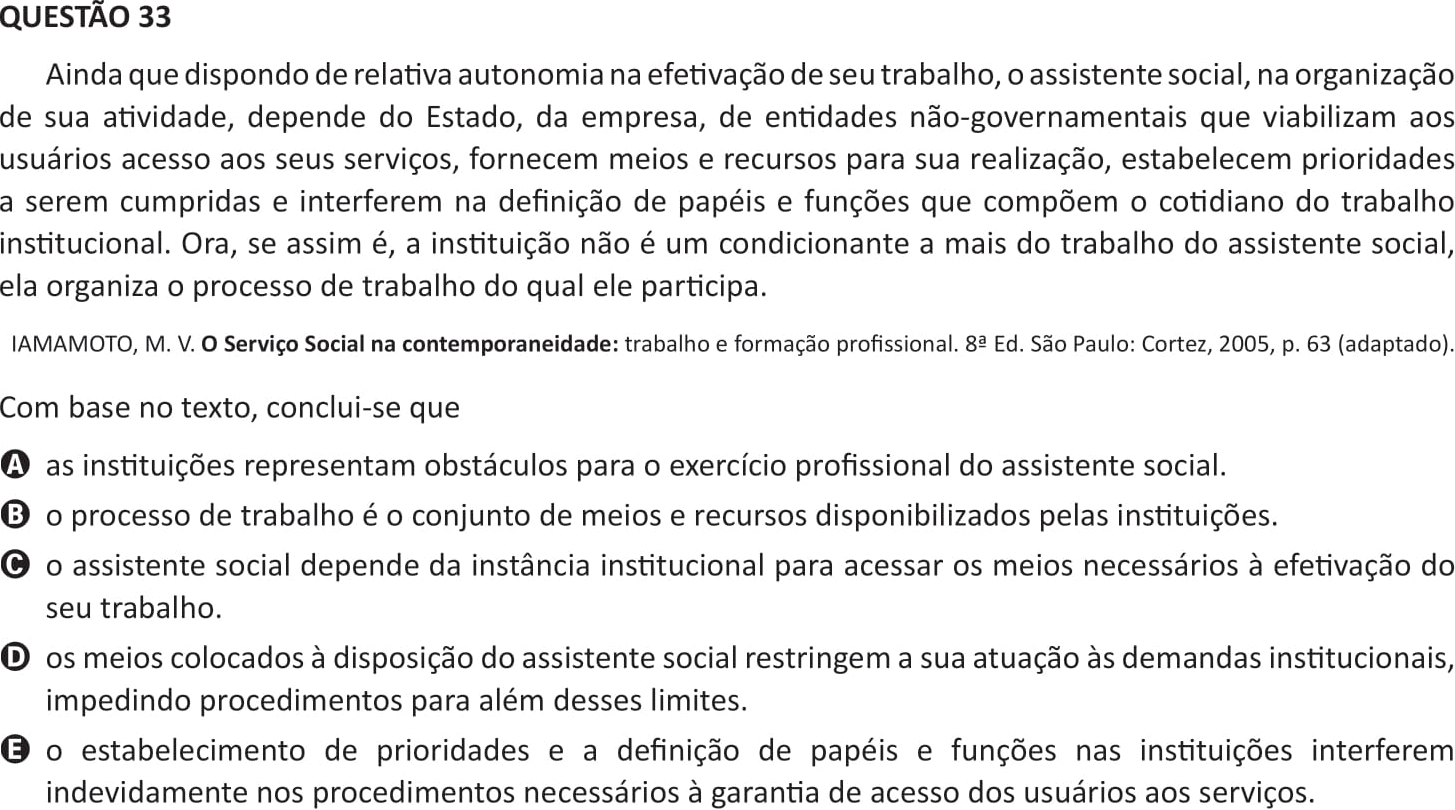 QUESTÃO 33
Ainda que dispondo de relativa autonomia na efetivação de seu trabalho, o assistente social, na organização
de sua atividade, depende do Estado, da empresa, de entidades não-governamentais que viabilizam aos
usuários acesso aos seus serviços, fornecem meios e recursos para sua realização, estabelecem prioridades
a serem cumpridas e interferem na definição de papéis e funções que compõem o cotidiano do trabalho
institucional. Ora, se assim é, a instituição não é um condicionante a mais do trabalho do assistente social,
ela organiza o processo de trabalho do qual ele participa.
IAMAMOTO, M. V. O Serviço Social na contemporaneidade: trabalho e formação profissional. 8ª Ed. São Paulo: Cortez, 2005, p. 63 (adaptado).
Com base no texto, conclui-se que
A as instituições representam obstáculos para o exercício profissional do assistente social.
B o processo de trabalho é o conjunto de meios e recursos disponibilizados pelas instituições.
C o assistente social depende da instância institucional para acessar os meios necessários à efetivação do
seu trabalho.
D os meios colocados à disposição do assistente social restringem a sua atuação às demandas institucionais,
impedindo procedimentos para além desses limites.
E o estabelecimento de prioridades e a definição de papéis e funções nas instituições interferem
indevidamente nos procedimentos necessários à garantia de acesso dos usuários aos serviços.